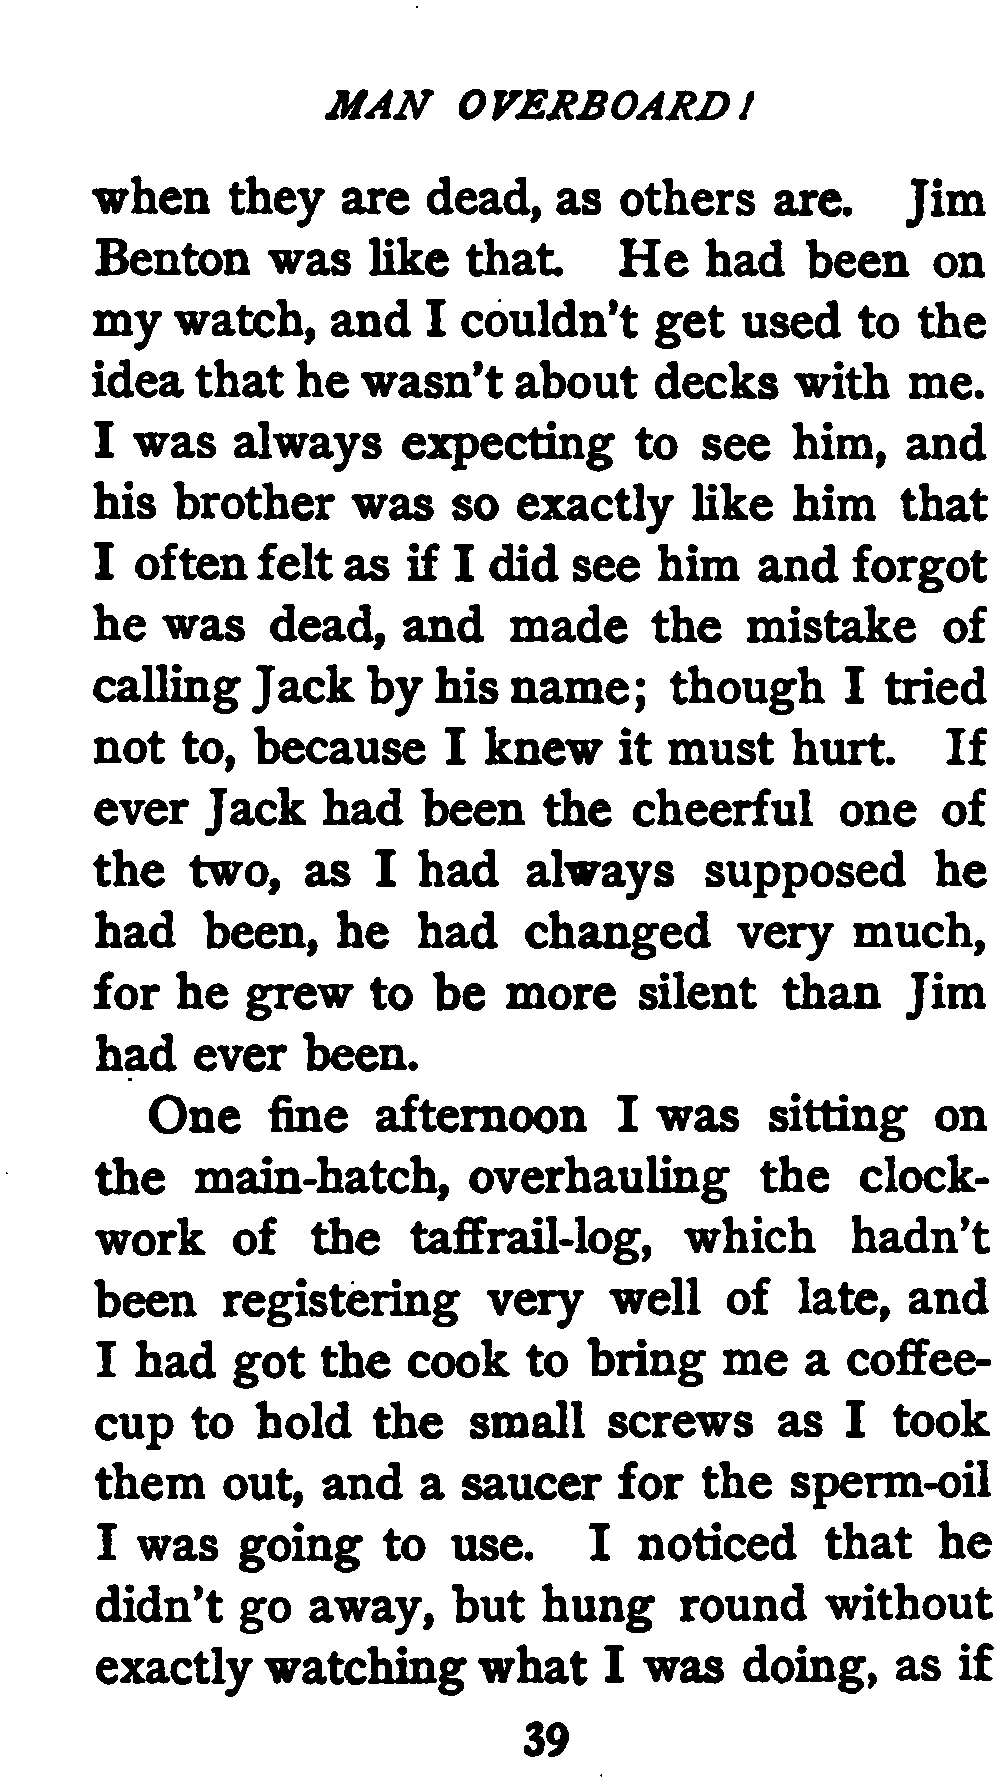 MAN OVERBOARD!
when they are dead, as others are. Jim
Benton was like that. He had been on
my watch, and I couldn't get used to the
idea that he wasn't about decks with me.
I was always expecting to see him, and
his brother was so exactly like him that
I often felt as if I did see him and forgot
he was dead, and made the mistake of
calling Jack by his name; though I tried
not to, because I knew it must hurt. If
ever Jack had been the cheerful one of
the two, as I had always supposed he
had been, he had changed very much,
for he grew to be more silent than Jim
had ever been.
One fine afternoon I was sitting on
the main-hatch, overhauling the clock-
work of the taffrail-log, which hadn't
been registering very well of late, and
I had got the cook to bring me a coffee-
cup to hold the small screws as I took
them out, and a saucer for the sperm-oil
I was going to use. I noticed that he
didn't go away, but hung round without
exactly watching what I was doing, as if
39